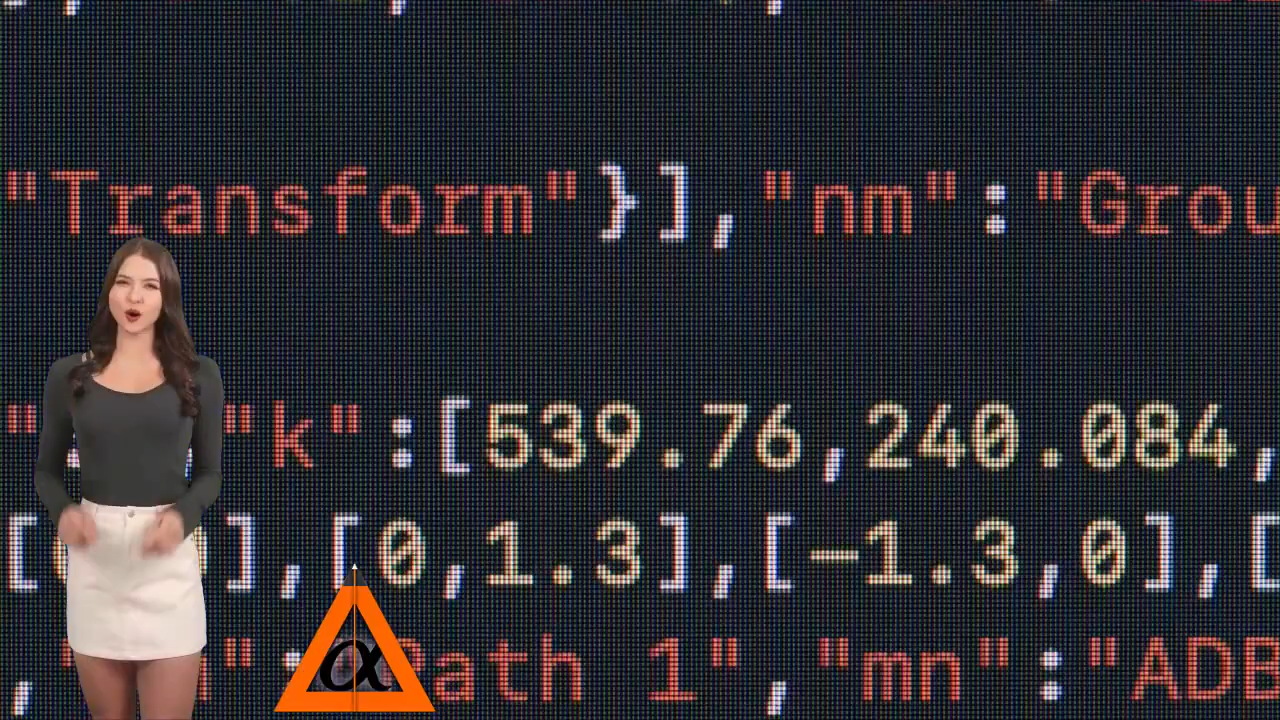 "Transform"}], "nm":"Grou
"k":[539.76,240.084,
],[0,1.3],[-1.3,0],[
Path 1", "mn":"ADB
α